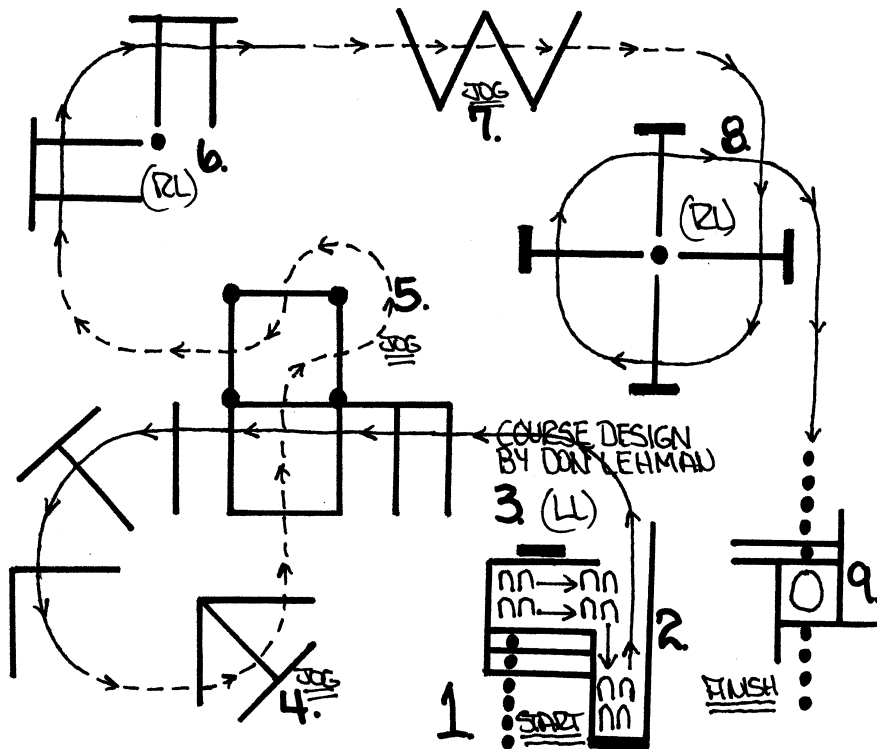 JOG
7.
8.
6.
(RL)
(RL)
5.
JOG
COURSE DESIGN
BY DON LEHMAN
3. (LL)
9.
2.
JOG
4.
FINISH
1.
START